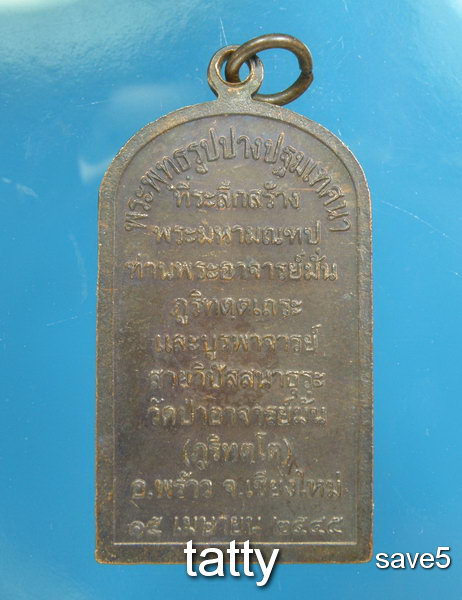 พระพุทธรูปปางปฐมเทศนา
ที่ระลึกสร้าง
พระมหามณฑป
ท่านพระอาจารย์มั่น
ภูริทตฺตเถระ
และบูรพาจารย์
สายวิปัสสนาธุระ
วัดป่าอาจารย์มั่น
(ภูริทตฺโต)
อ.พร้าว จ.เชียงใหม่
๑๕ เมษายน ๒๕๔๕
tatty
save5